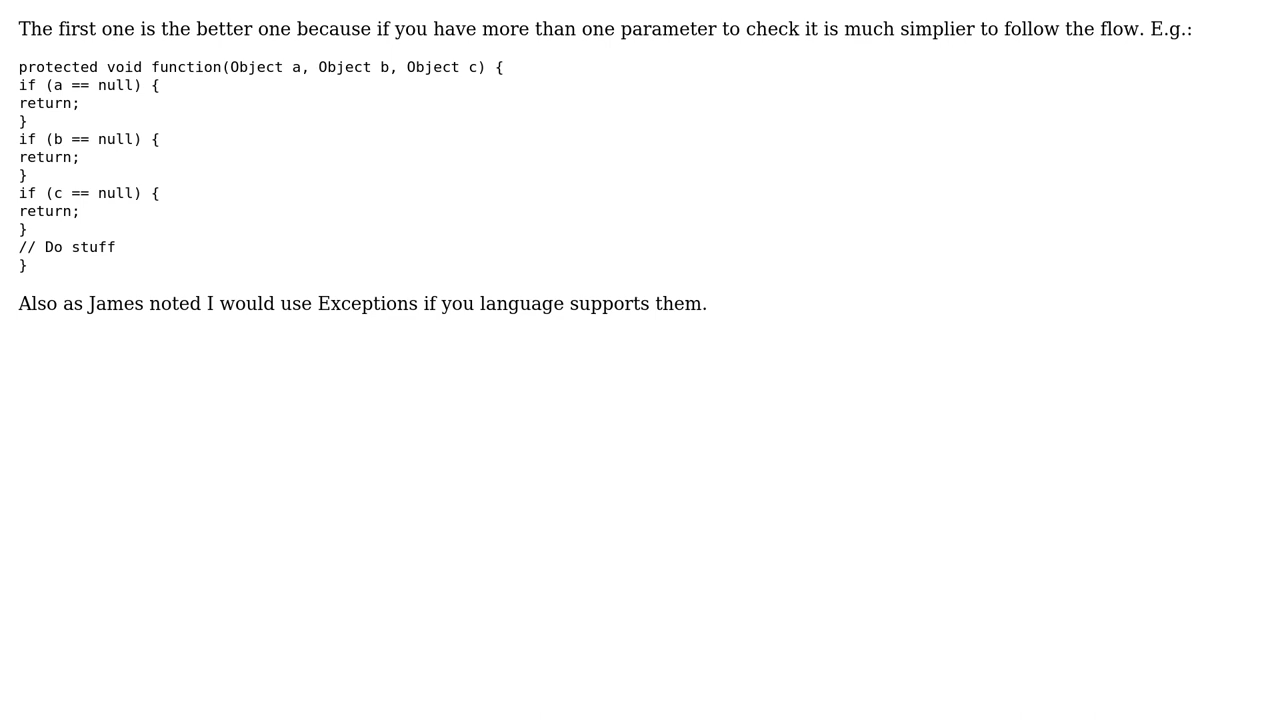 The first one is the better one because if you have more than one parameter to check it is much simplier to follow the flow. E.g.:
protected void function(Object a, Object b, Object c) {
if (a == null) {
return;
}
if (b == null) {
return;
}
if (c == null) {
return;
}
// Do stuff
}
Also as James noted I would use Exceptions if you language supports them.